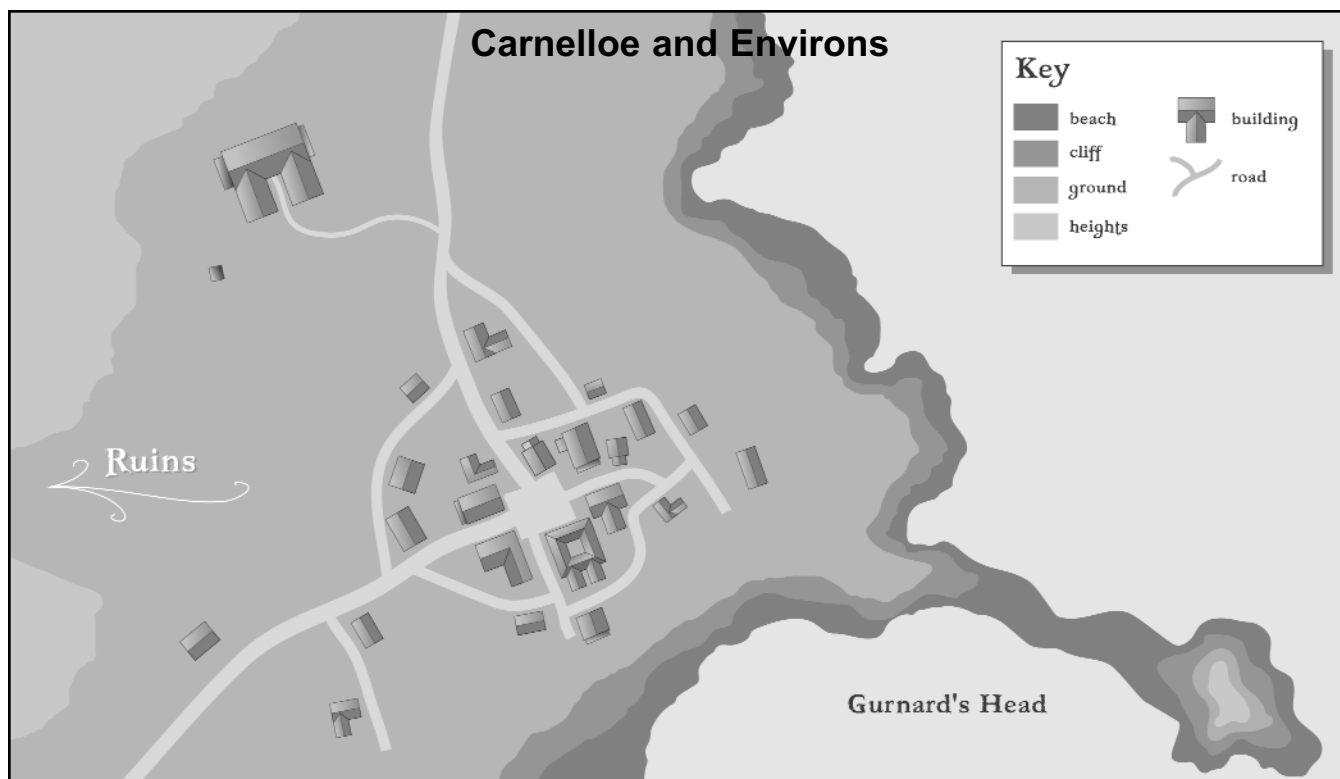 Carnelloe and Environs
Key
beach
building
cliff
road
ground
heights
Ruins
Gurnard's Head